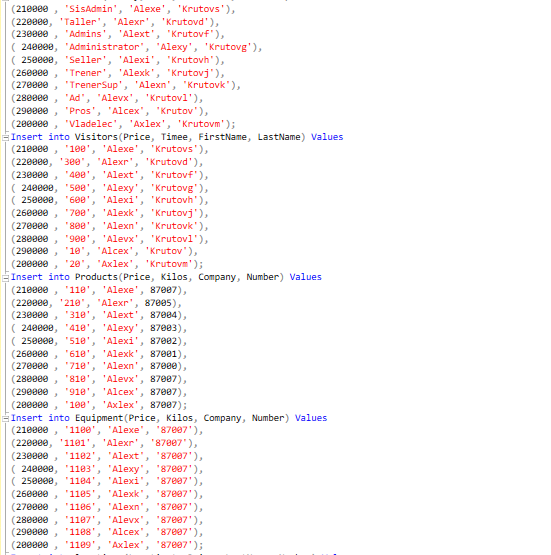 (210000 , 'SisAdmin', 'Alexe', 'Krutovs'),
(220000, 'Taller', 'Alexr', 'Krutovd'),
(230000 , 'Admins', 'Alext', 'Krutovf'),
( 240000, 'Administrator', 'Alexy', 'Krutovg'),
( 250000, 'Seller', 'Alexi', 'Krutovh'),
(260000 , 'Trener', 'Alexk', 'Krutovj'),
(270000 , 'TrenerSup', 'Alexn', 'Krutovk'),
(280000 , 'Ad', 'Alevx', 'Krutovl'),
(290000 , 'Pros', 'Alcex', 'Krutov'),
(200000 , 'Vladelec', 'Axlex', 'Krutovm');
Insert into Visitors(Price, Timee, FirstName, LastName) Values
(210000 , '100', 'Alexe', 'Krutovs'),
(220000, '300', 'Alexr', 'Krutovd'),
(230000 , '400', 'Alext', 'Krutovf'),
( 240000, '500', 'Alexy', 'Krutovg'),
( 250000, '600', 'Alexi', 'Krutovh'),
(260000 , '700', 'Alexk', 'Krutovj'),
(270000 , '800', 'Alexn', 'Krutovk'),
(280000 , '900', 'Alevx', 'Krutovl'),
(290000 , '10', 'Alcex', 'Krutov'),
(200000 , '20', 'Axlex', 'Krutovm');
Insert into Products(Price, Kilos, Company, Number) Values
(210000 , '110', 'Alexe', 87007),
(220000, '210', 'Alexr', 87005),
(230000 , '310', 'Alext', 87004),
( 240000, '410', 'Alexy', 87003),
( 250000, '510', 'Alexi', 87002),
(260000 , '610', 'Alexk', 87001),
(270000 , '710', 'Alexn', 87000),
(280000 , '810', 'Alevx', 87007),
(290000 , '910', 'Alcex', 87007),
(200000 , '100', 'Axlex', 87007);
Insert into Equipment(Price, Kilos, Company, Number) Values
(210000 , '1100', 'Alexe', '87007'),
(220000, '1101', 'Alexr', '87007'),
(230000 , '1102', 'Alext', '87007'),
( 240000, '1103', 'Alexy', '87007'),
( 250000, '1104', 'Alexi', '87007'),
(260000 , '1105', 'Alexk', '87007'),
(270000 , '1106', 'Alexn', '87007'),
(280000 , '1107', 'Alevx', '87007'),
(290000 , '1108', 'Alcex', '87007'),
(200000 , '1109', 'Axlex', '87007');